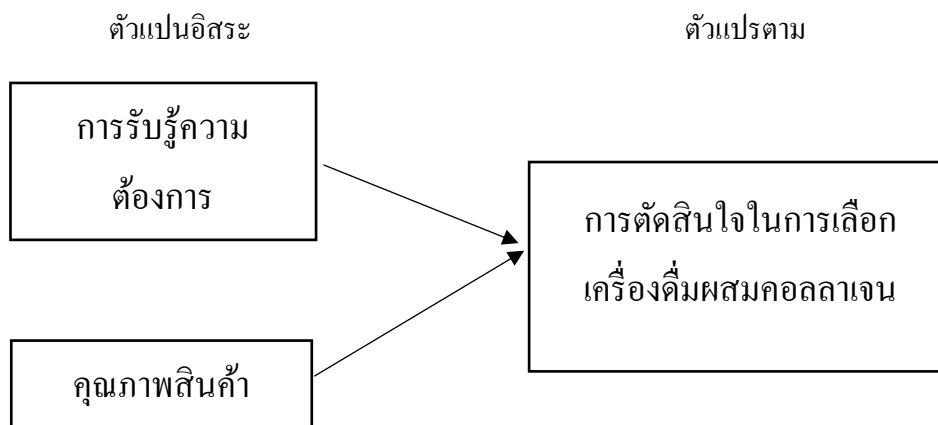 ตัวแปนอิสระ
ตัวแปรตาม
การรับรู้ความ
ต้องการ
การตัดสินใจในการเลือก
เครื่องดื่มผสมคอลลาเจน
คุณภาพสินค้า